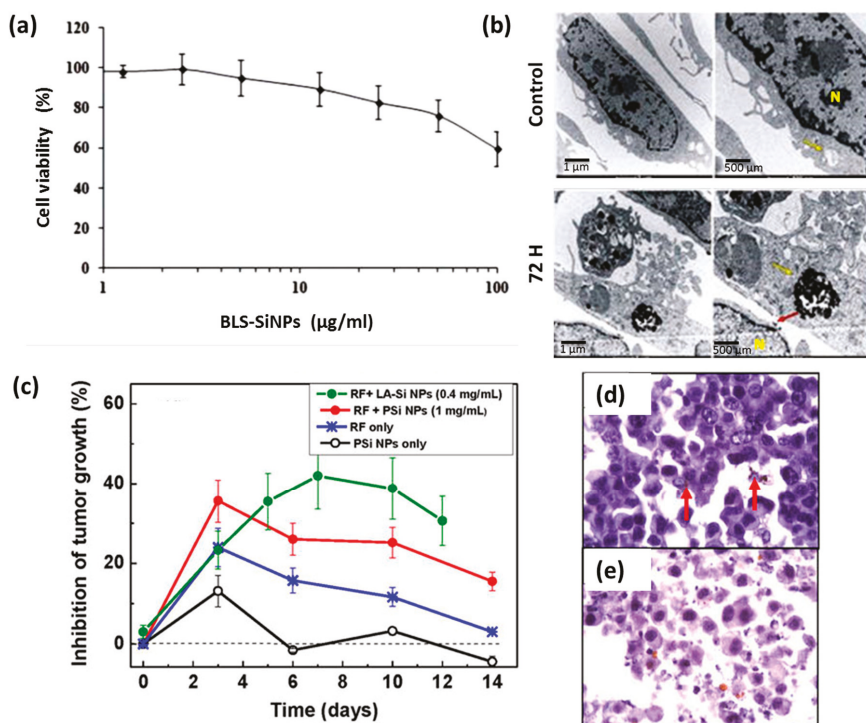 (a)
Cell viability (%)
120
100
80
60
40
20
0
1
10
100
BLS-SiNPs (µg/ml)
(b)
Control
N
1 µm
500 µm
72 H
N
1 µm
500 µm
(c)
Inhibition of tumor growth (%)
60
40
20
0
RF+ LA-Si NPs (0.4 mg/mL)
RF + PSi NPs (1 mg/mL)
RF only
PSi NPs only
0 2 4 6 8 10 12 14
Time (days)
(d)
(e)